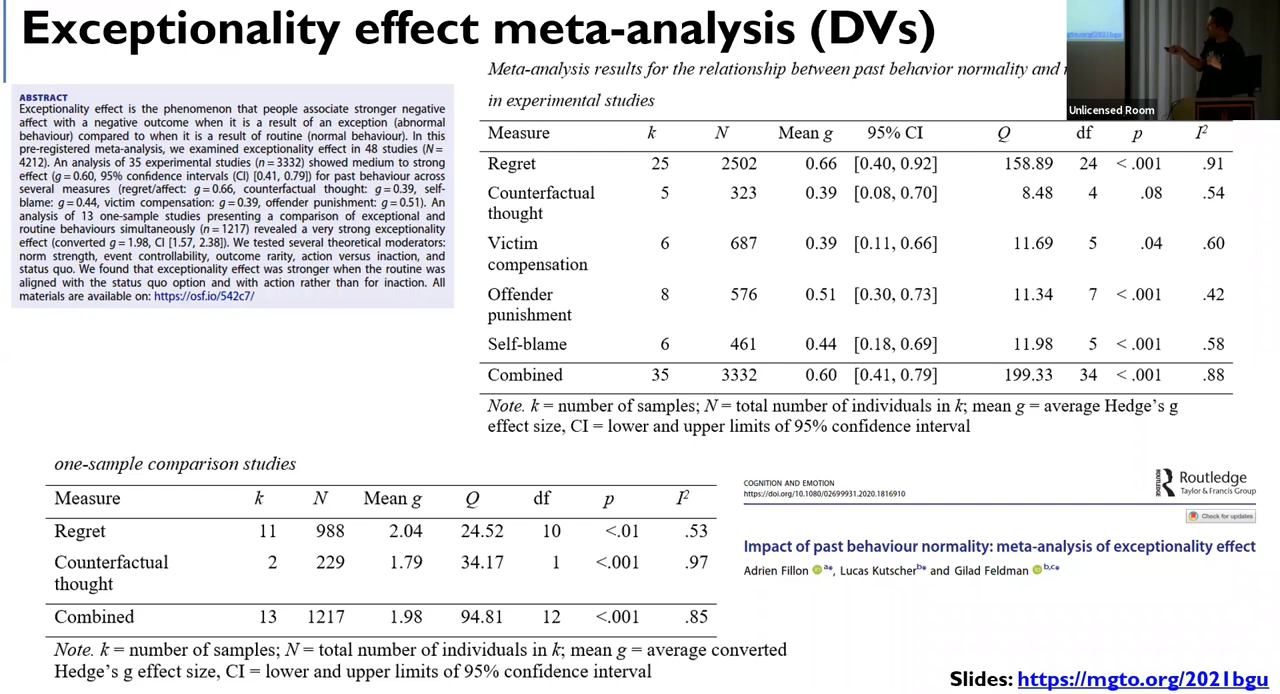 Exceptionality effect meta-analysis (DVs)
ABSTRACT
Exceptionality effect is the phenomenon that people associate stronger negative
affect with a negative outcome when it is a result of an exception (abnormal
behaviour) compared to when it is a result of routine (normal behaviour). In this
pre-registered meta-analysis, we examined exceptionality effect in 48 studies (N=
4212). An analysis of 35 experimental studies (n=3332) showed medium to strong
effect (g=0.60, 95% confidence intervals (CI) [0.41, 0.79]) for past behaviour across
several measures (regret/affect: g=0.66, counterfactual thought: g=0.39, self-
blame: g=0.44, victim compensation: g=0.39, offender punishment: g=0.51). An
analysis of 13 one-sample studies presenting a comparison of exceptional and
routine behaviours simultaneously (n=1217) revealed a very strong exceptionality
effect (converted g=1.98, CI [1.57, 2.38]). We tested several theoretical moderators:
norm strength, event controllability, outcome rarity, action versus inaction, and
status quo. We found that exceptionality effect was stronger when the routine was
aligned with the status quo option and with action rather than for inaction. All
materials are available on: https://osf.io/542c7/
Meta-analysis results for the relationship between past behavior normality and
in experimental studies
Measure k N Mean g 95% CI Q df p I²
Regret 25 2502 0.66 [0.40, 0.92] 158.89 24 <.001 .91
Counterfactual 5 323 0.39 [0.08, 0.70] 8.48 4 .08 .54
thought
Victim 6 687 0.39 [0.11, 0.66] 11.69 5 .04 .60
compensation
Offender 8 576 0.51 [0.30, 0.73] 11.34 7 <.001 .42
punishment
Self-blame 6 461 0.44 [0.18, 0.69] 11.98 5 <.001 .58
Combined 35 3332 0.60 [0.41, 0.79] 199.33 34 <.001 .88
Note. k = number of samples; N = total number of individuals in k; mean g = average Hedge's g
effect size, CI = lower and upper limits of 95% confidence interval
Unlicensed Room
one-sample comparison studies
Measure k N Mean g Q df p I²
Regret 11 988 2.04 24.52 10 <.01 .53
Counterfactual 2 229 1.79 34.17 1 <.001 .97
thought
Combined 13 1217 1.98 94.81 12 <.001 .85
Note. k = number of samples; N = total number of individuals in k; mean g = average converted
Hedge's g effect size, CI = lower and upper limits of 95% confidence interval
COGNITION AND EMOTION
https://doi.org/10.1080/02699931.2020.1816910
ROUTLEDGE
Routledge
Taylor & Francis Group
Check for updates
Impact of past behaviour normality: meta-analysis of exceptionality effect
Adrien Fillon a*, Lucas Kutscher b* and Gilad Feldman b,c*
Slides: https://mgto.org/2021bgu